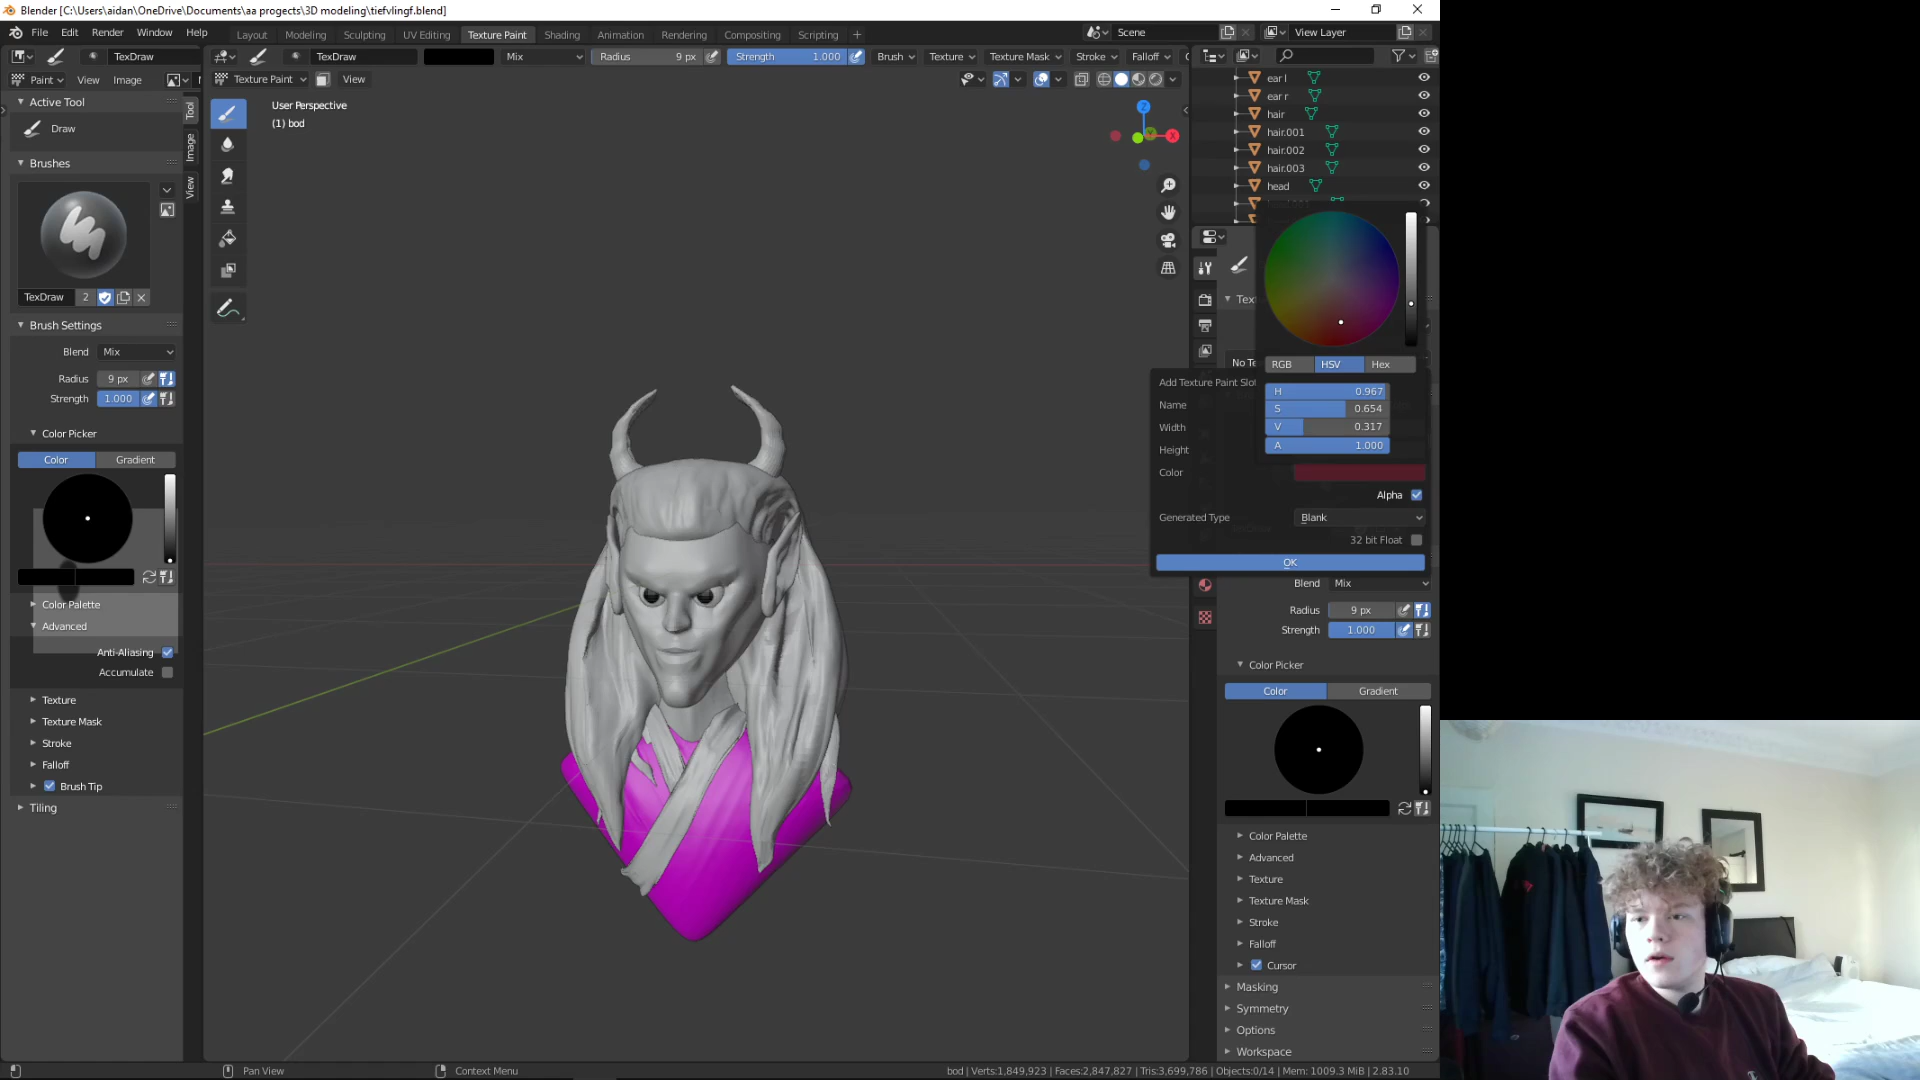 Blender [C:\Users\aidan\OneDrive\Documents\aa progects\3D modeling\tiefvlingf.blend]
File Edit Render Window Help
Layout Modeling Sculpting UV Editing Texture Paint Shading Animation Rendering Compositing Scripting +
Scene View Layer
TexDraw
TexDraw Mix Radius 9 px Strength 1.000 Brush Texture Texture Mask Stroke Falloff
Paint View Image
Texture Paint View
Active Tool
Draw
Brushes
TexDraw 2
Brush Settings
Blend Mix
Radius 9 px
Strength 1.000
Color Picker
Color Gradient
Color Palette
Advanced
Anti-Aliasing
Accumulate
Texture
Texture Mask
Stroke
Falloff
Brush Tip
Tiling
Tool
Image
View
User Perspective
(1) bod
Z
X
ear l
ear r
hair
hair.001
hair.002
hair.003
head
No Te
RGB HSV Hex
H 0.967
S 0.654
V 0.317
A 1.000
Add Texture Paint Slot
Name
Width
Height
Color
Alpha
Generated Type Blank
32 bit Float
OK
Blend Mix
Radius 9 px
Strength 1.000
Color Picker
Color Gradient
Color Palette
Advanced
Texture
Texture Mask
Stroke
Falloff
Cursor
Masking
Symmetry
Options
Workspace
Pan View
Context Menu
bod | Verts:1,849,923 | Faces:2,847,827 | Tris:3,699,786 | Objects:0/14 | Mem: 1009.3 MiB | 2.83.10